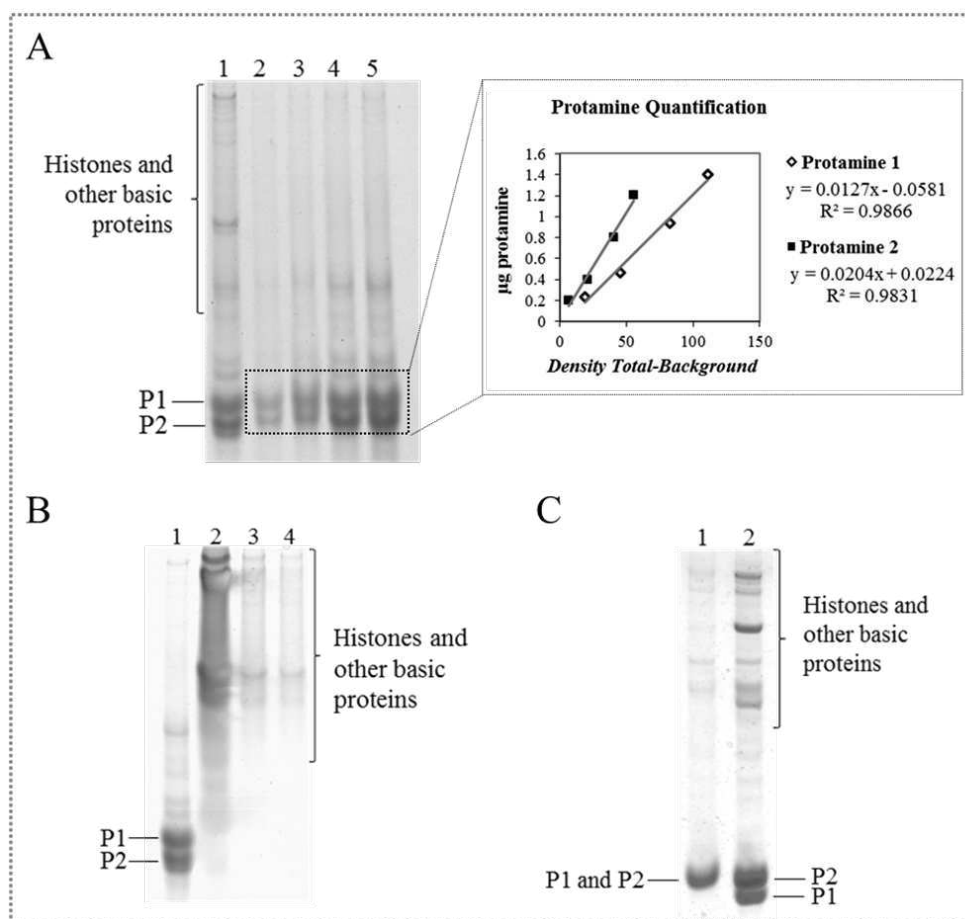 A
1 2 3 4 5
Histones and
other basic
proteins
P1
P2
Protamine Quantification
µg protamine
1.6
1.4
1.2
1
0.8
0.6
0.4
0.2
0
0 50 100 150
Density Total-Background
Protamine 1
y = 0.0127x - 0.0581
R² = 0.9866
Protamine 2
y = 0.0204x + 0.0224
R² = 0.9831
B
1 2 3 4
Histones and
other basic
proteins
P1
P2
C
1 2
Histones and
other basic
proteins
P1 and P2
P2
P1